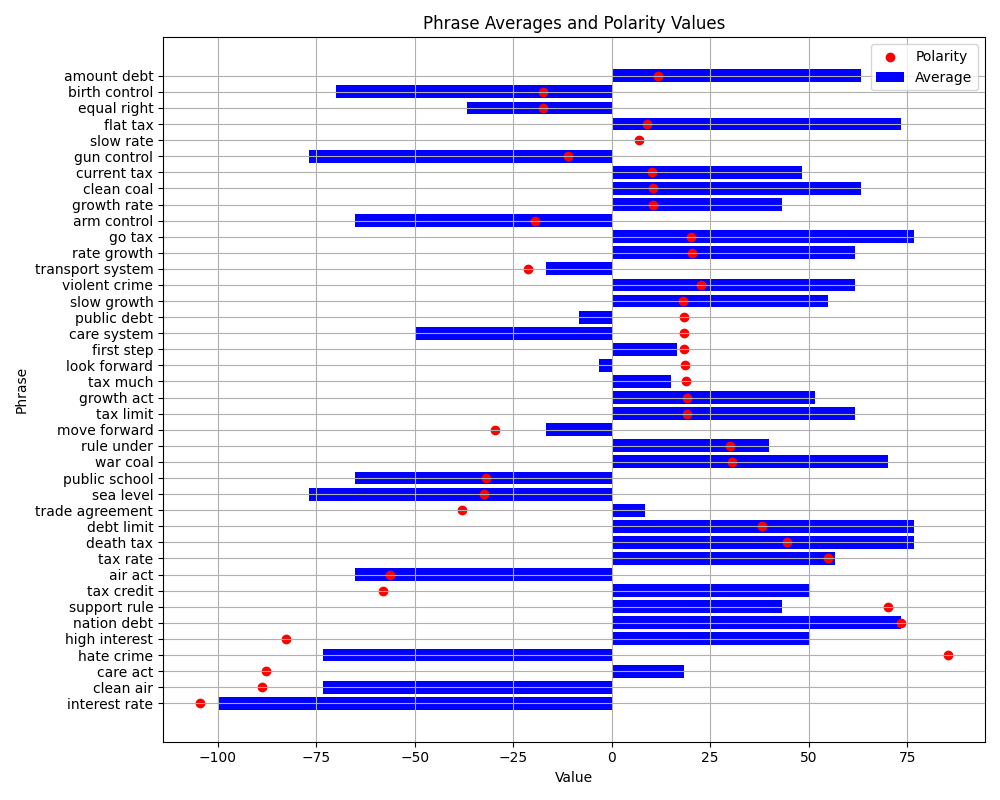 Phrase Averages and Polarity Values
Polarity
Average
amount debt
birth control
equal right
flat tax
slow rate
gun control
current tax
clean coal
growth rate
arm control
go tax
rate growth
transport system
violent crime
slow growth
public debt
care system
first step
look forward
tax much
growth act
tax limit
move forward
rule under
war coal
public school
sea level
trade agreement
debt limit
death tax
tax rate
air act
tax credit
support rule
nation debt
high interest
hate crime
care act
clean air
interest rate
Phrase
−100 −75 −50 −25 0 25 50 75
Value